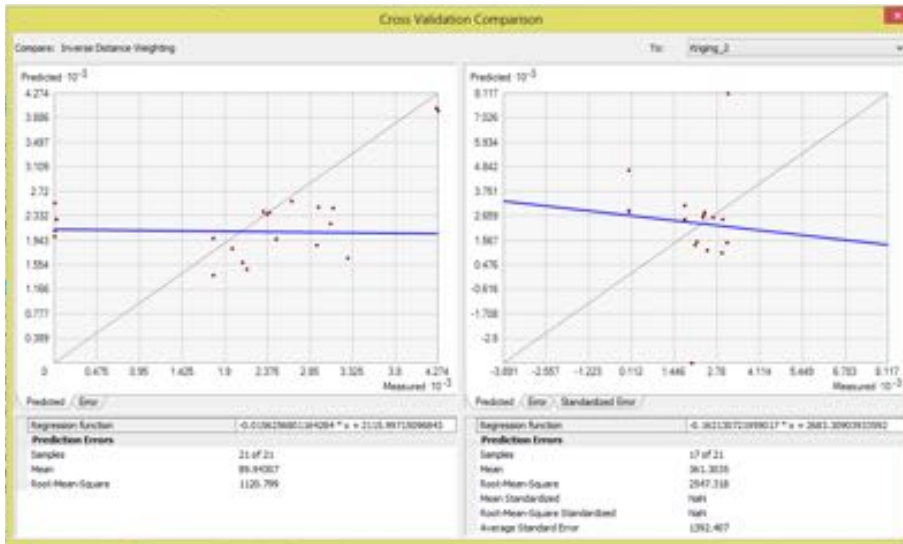 Cross Validation Comparison
Compare: Inverse Distance Weighting
To: Kriging_2
Predicted 10⁻³
4.274
3.886
3.497
3.109
2.72
2.332
1.943
1.554
1.166
0.777
0.389
0 0.475 0.95 1.425 1.9 2.375 2.85 3.325 3.8 4.274
Measured 10⁻³
Predicted Error
Regression function
Prediction Errors
Samples 21 of 21
Mean 89.94307
Root-Mean-Square 1120.799
Predicted 10⁻³
8.117
7.026
5.934
4.842
3.751
2.659
1.567
0.476
-0.616
-1.708
-2.8
-3.891 -2.557 -1.223 0.112 1.446 2.78 4.114 5.449 6.783 8.117
Measured 10⁻³
Predicted Error Standardized Error
Regression function
Prediction Errors
Samples 17 of 21
Mean 361.3035
Root-Mean-Square 2547.318
Mean Standardized NaN
Root-Mean-Square Standardized NaN
Average Standard Error 1392.407